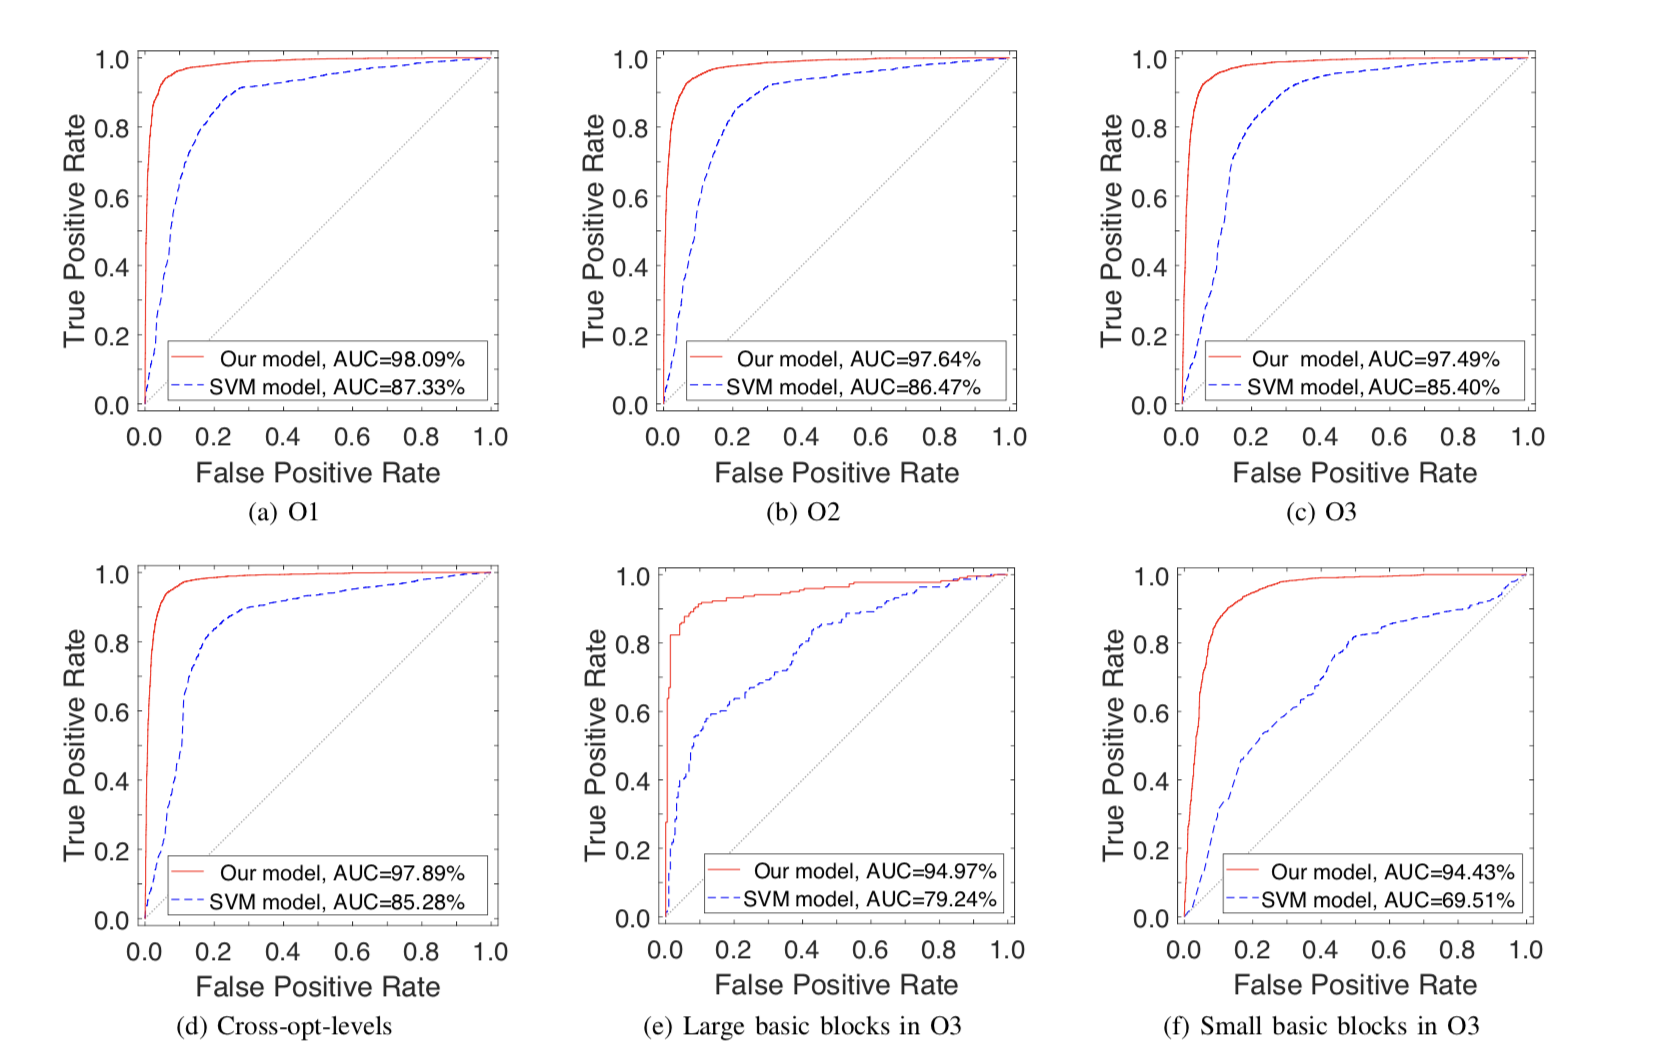 1.0
0.8
0.6
0.4
0.2
0.0
True Positive Rate
Our model, AUC=98.09%
SVM model, AUC=87.33%
0.0 0.2 0.4 0.6 0.8 1.0
False Positive Rate
(a) O1
1.0
0.8
0.6
0.4
0.2
0.0
True Positive Rate
Our model, AUC=97.64%
SVM model, AUC=86.47%
0.0 0.2 0.4 0.6 0.8 1.0
False Positive Rate
(b) O2
1.0
0.8
0.6
0.4
0.2
0.0
True Positive Rate
Our model, AUC=97.49%
SVM model, AUC=85.40%
0.0 0.2 0.4 0.6 0.8 1.0
False Positive Rate
(c) O3
1.0
0.8
0.6
0.4
0.2
0.0
True Positive Rate
Our model, AUC=97.89%
SVM model, AUC=85.28%
0.0 0.2 0.4 0.6 0.8 1.0
False Positive Rate
(d) Cross-opt-levels
1.0
0.8
0.6
0.4
0.2
0.0
True Positive Rate
Our model, AUC=94.97%
SVM model, AUC=79.24%
0.0 0.2 0.4 0.6 0.8 1.0
False Positive Rate
(e) Large basic blocks in O3
1.0
0.8
0.6
0.4
0.2
0.0
True Positive Rate
Our model, AUC=94.43%
SVM model, AUC=69.51%
0.0 0.2 0.4 0.6 0.8 1.0
False Positive Rate
(f) Small basic blocks in O3